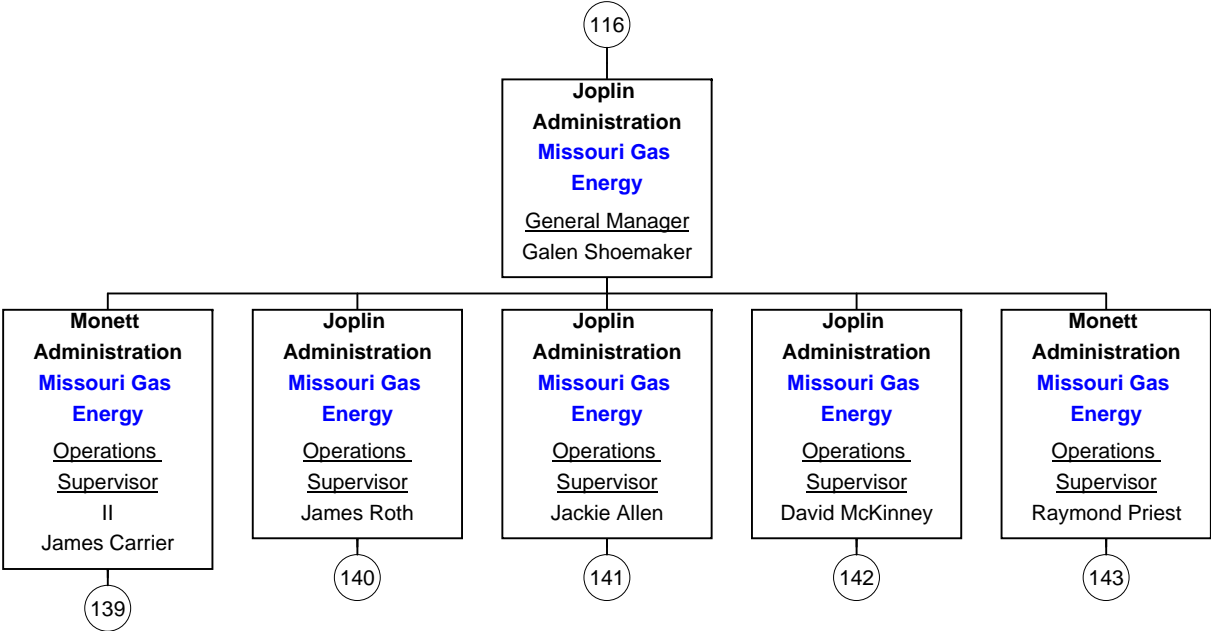 116
Joplin
Administration
Missouri Gas
Energy
General Manager
Galen Shoemaker
Monett
Administration
Missouri Gas
Energy
Operations
Supervisor
II
James Carrier
139
Joplin
Administration
Missouri Gas
Energy
Operations
Supervisor
James Roth
140
Joplin
Administration
Missouri Gas
Energy
Operations
Supervisor
Jackie Allen
141
Joplin
Administration
Missouri Gas
Energy
Operations
Supervisor
David McKinney
142
Monett
Administration
Missouri Gas
Energy
Operations
Supervisor
Raymond Priest
143